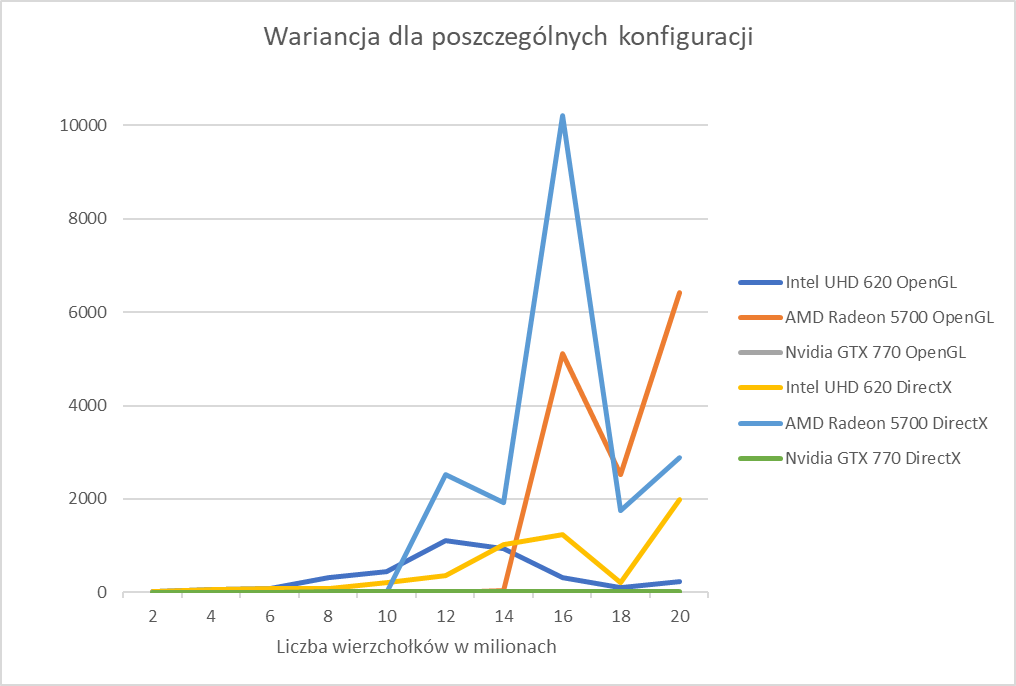 Wariancja dla poszczególnych konfiguracji
10000
8000
6000
4000
2000
0
2 4 6 8 10 12 14 16 18 20
Liczba wierzchołków w milionach
Intel UHD 620 OpenGL
AMD Radeon 5700 OpenGL
Nvidia GTX 770 OpenGL
Intel UHD 620 DirectX
AMD Radeon 5700 DirectX
Nvidia GTX 770 DirectX